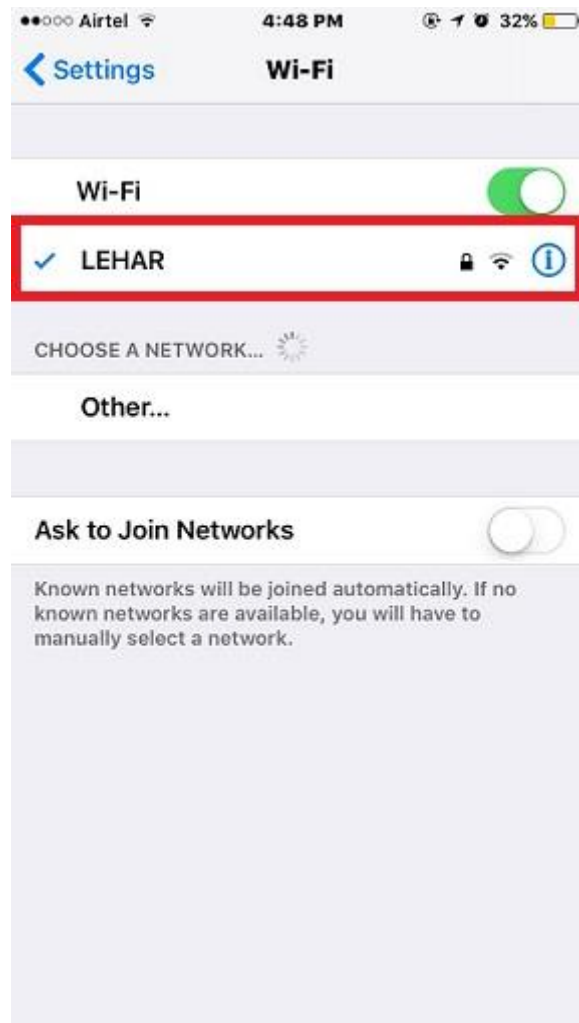 Airtel 4:48 PM 32%
Settings Wi-Fi
Wi-Fi
LEHAR
CHOOSE A NETWORK...
Other...
Ask to Join Networks
Known networks will be joined automatically. If no
known networks are available, you will have to
manually select a network.